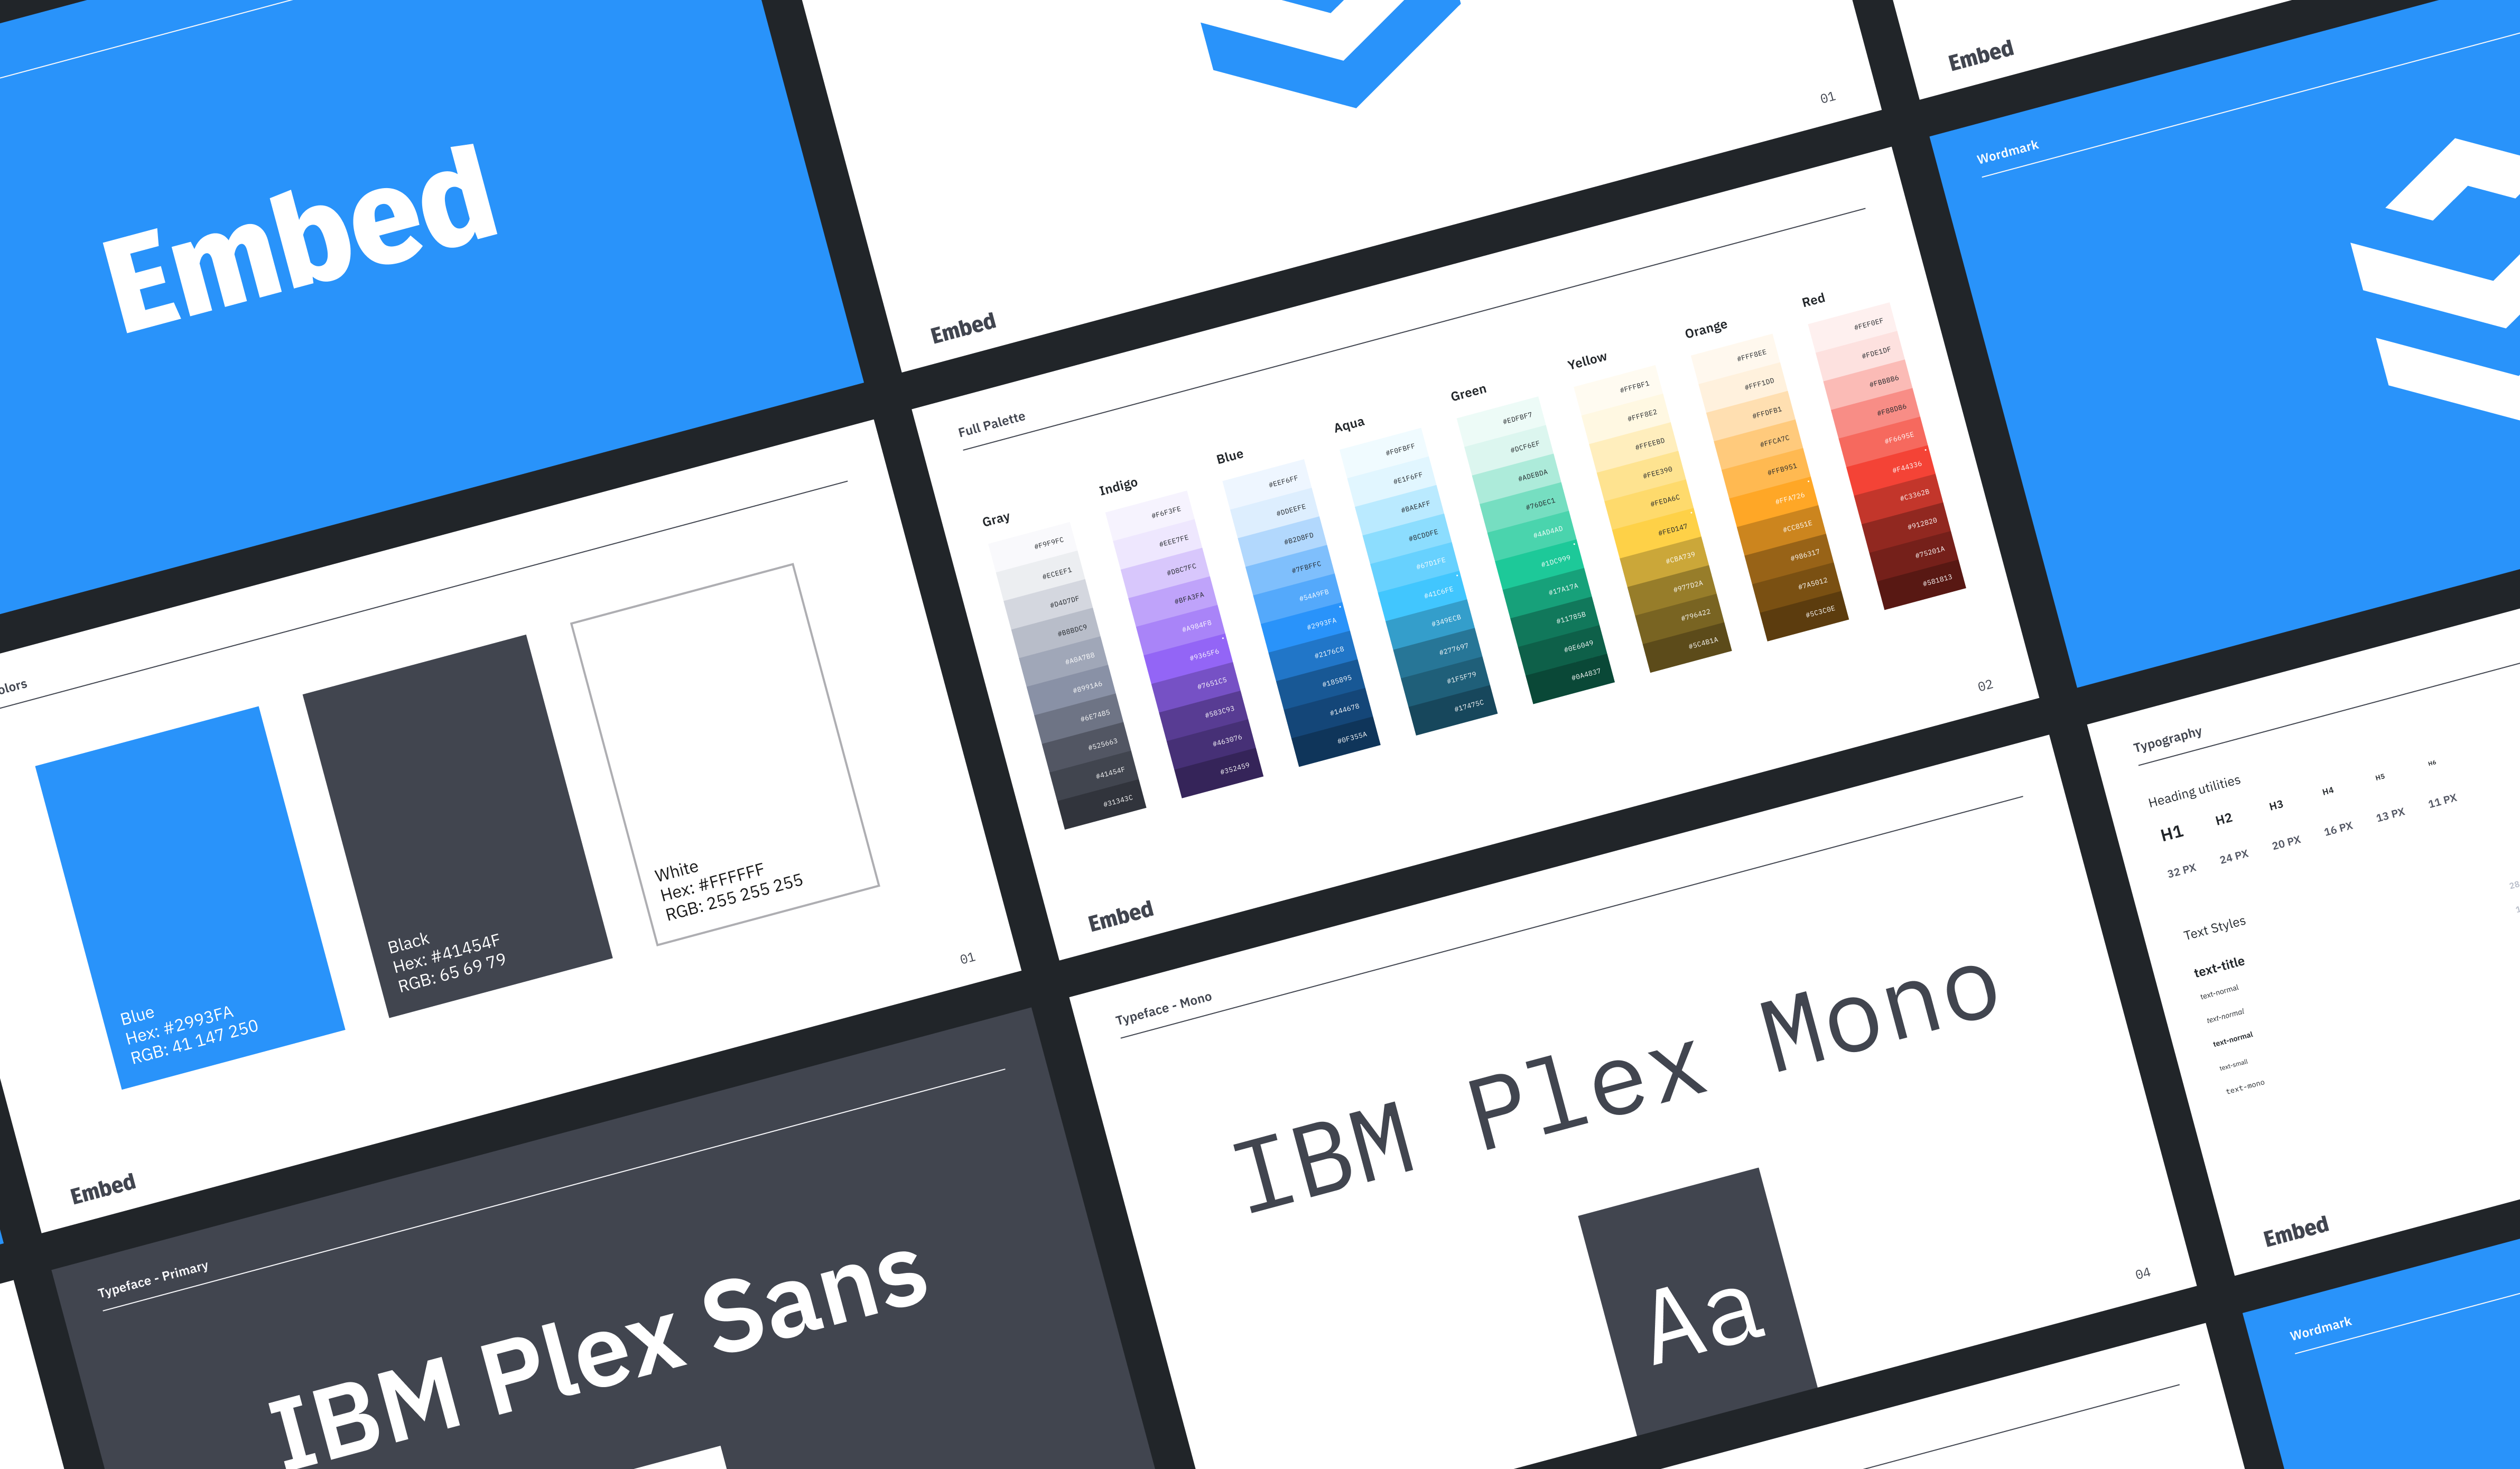 Embed
Embed
01
Embed
Wordmark
olors
Blue
Hex: #2993FA
RGB: 41 147 250
Black
Hex: #41454F
RGB: 65 69 79
White
Hex: #FFFFFF
RGB: 255 255 255
Embed
01
Full Palette
Gray
#F9F9FC
#ECEEF1
#D4D7DF
#B8BDC9
#A0A7B8
#8991A6
#6E7485
#525663
#41454F
#31343C
Indigo
#F6F3FE
#EEE7FE
#D8C7FC
#BFA3FA
#A984F8
#9365F6
#7651C5
#583C93
#463076
#352459
Blue
#EEF6FF
#DDEEFE
#B2D8FD
#7FBFFC
#54A9FB
#2993FA
#2176C8
#185895
#144678
#0F355A
Aqua
#F0FBFF
#E1F6FF
#BAEAFF
#8CDDFE
#67D1FE
#41C6FE
#349ECB
#277697
#1F5F79
#17475C
Green
#EDFBF7
#DCF6EF
#ADEBDA
#76DEC1
#4AD4AD
#1DC999
#17A17A
#11785B
#0E6049
#0A4837
Yellow
#FFFBF1
#FFF8E2
#FFEEBD
#FEE390
#FEDA6C
#FED147
#CBA739
#977D2A
#796422
#5C4B1A
Orange
#FFF8EE
#FFF1DD
#FFDFB1
#FFCA7C
#FFB951
#FFA726
#CC851E
#986317
#7A5012
#5C3C0E
Red
#FEF0EF
#FDE1DF
#FBBBB6
#F88D86
#F6695E
#F44336
#C3362B
#912820
#75201A
#581813
Embed
02
Typeface - Primary
IBM Plex Sans
Typeface - Mono
IBM Plex Mono
Aa
04
Typography
Heading utilities
H1 H2 H3 H4 H5 H6
32 PX 24 PX 20 PX 16 PX 13 PX 11 PX
Text Styles
text-title
text-normal
text-normal
text-normal
text-small
text-mono
Embed
Wordmark